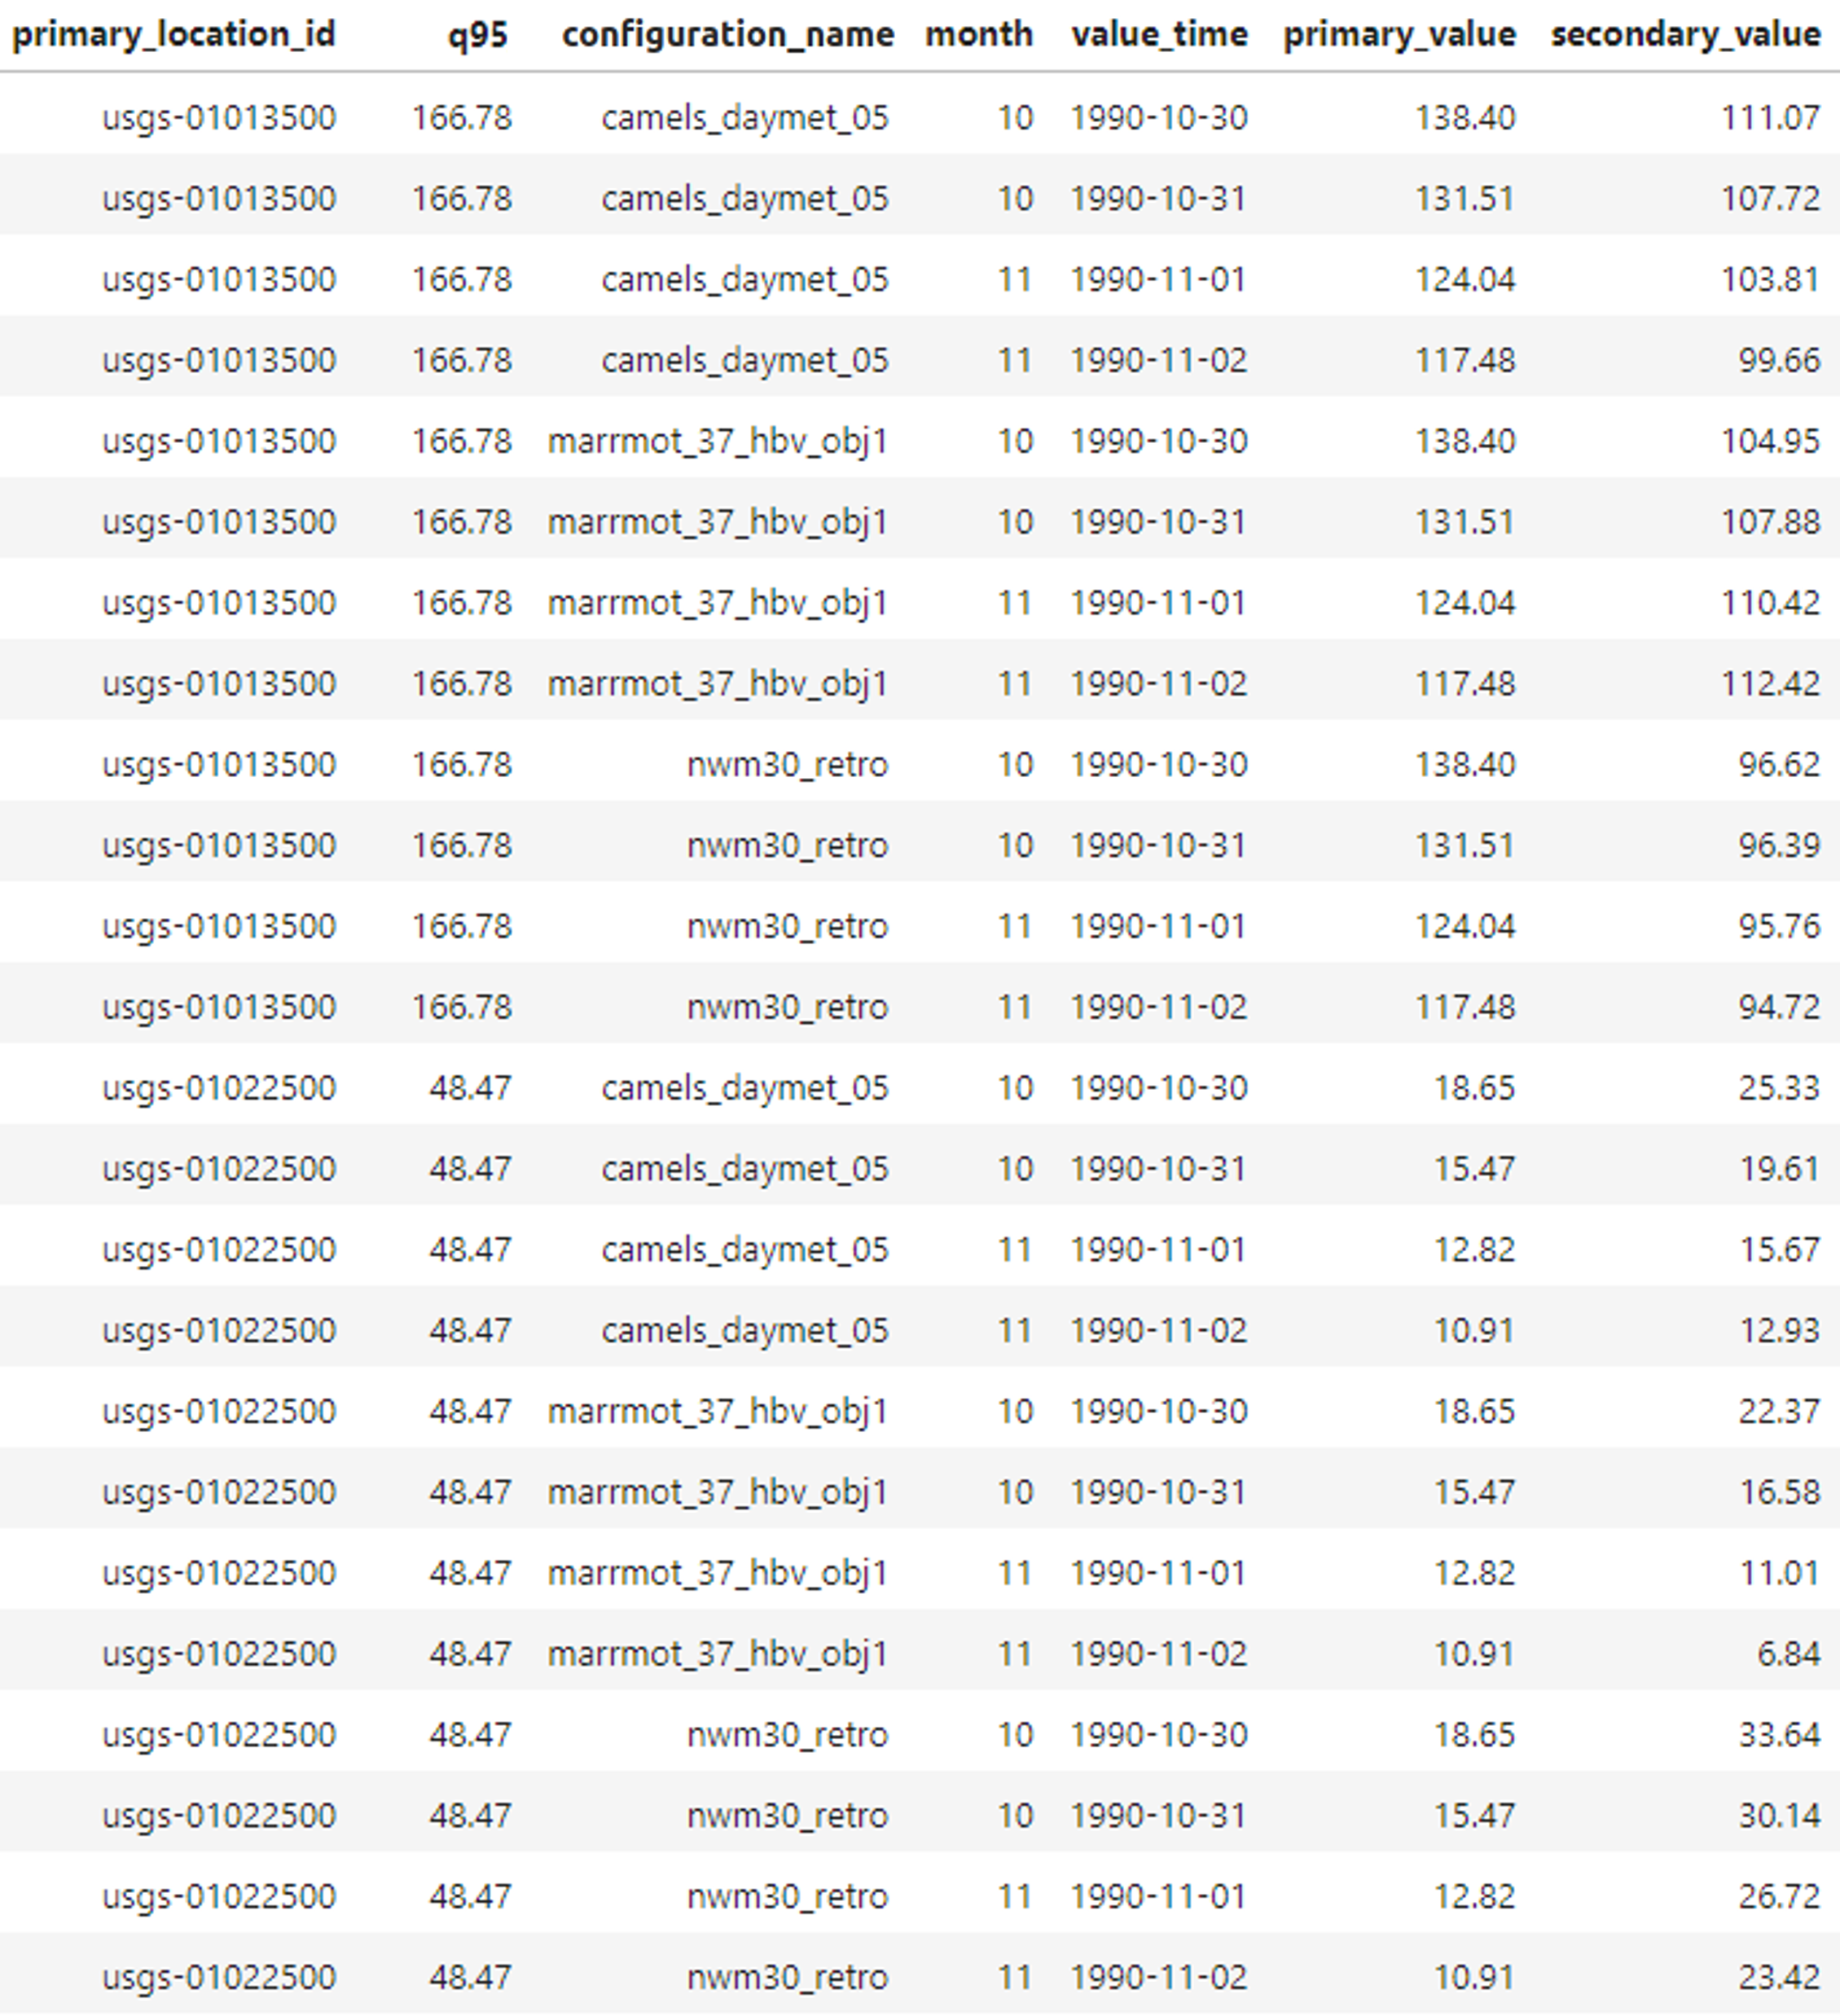 primary_location_id q95 configuration_name month value_time primary_value secondary_value
usgs-01013500 166.78 camels_daymet_05 10 1990-10-30 138.40 111.07
usgs-01013500 166.78 camels_daymet_05 10 1990-10-31 131.51 107.72
usgs-01013500 166.78 camels_daymet_05 11 1990-11-01 124.04 103.81
usgs-01013500 166.78 camels_daymet_05 11 1990-11-02 117.48 99.66
usgs-01013500 166.78 marrmot_37_hbv_obj1 10 1990-10-30 138.40 104.95
usgs-01013500 166.78 marrmot_37_hbv_obj1 10 1990-10-31 131.51 107.88
usgs-01013500 166.78 marrmot_37_hbv_obj1 11 1990-11-01 124.04 110.42
usgs-01013500 166.78 marrmot_37_hbv_obj1 11 1990-11-02 117.48 112.42
usgs-01013500 166.78 nwm30_retro 10 1990-10-30 138.40 96.62
usgs-01013500 166.78 nwm30_retro 10 1990-10-31 131.51 96.39
usgs-01013500 166.78 nwm30_retro 11 1990-11-01 124.04 95.76
usgs-01013500 166.78 nwm30_retro 11 1990-11-02 117.48 94.72
usgs-01022500 48.47 camels_daymet_05 10 1990-10-30 18.65 25.33
usgs-01022500 48.47 camels_daymet_05 10 1990-10-31 15.47 19.61
usgs-01022500 48.47 camels_daymet_05 11 1990-11-01 12.82 15.67
usgs-01022500 48.47 camels_daymet_05 11 1990-11-02 10.91 12.93
usgs-01022500 48.47 marrmot_37_hbv_obj1 10 1990-10-30 18.65 22.37
usgs-01022500 48.47 marrmot_37_hbv_obj1 10 1990-10-31 15.47 16.58
usgs-01022500 48.47 marrmot_37_hbv_obj1 11 1990-11-01 12.82 11.01
usgs-01022500 48.47 marrmot_37_hbv_obj1 11 1990-11-02 10.91 6.84
usgs-01022500 48.47 nwm30_retro 10 1990-10-30 18.65 33.64
usgs-01022500 48.47 nwm30_retro 10 1990-10-31 15.47 30.14
usgs-01022500 48.47 nwm30_retro 11 1990-11-01 12.82 26.72
usgs-01022500 48.47 nwm30_retro 11 1990-11-02 10.91 23.42